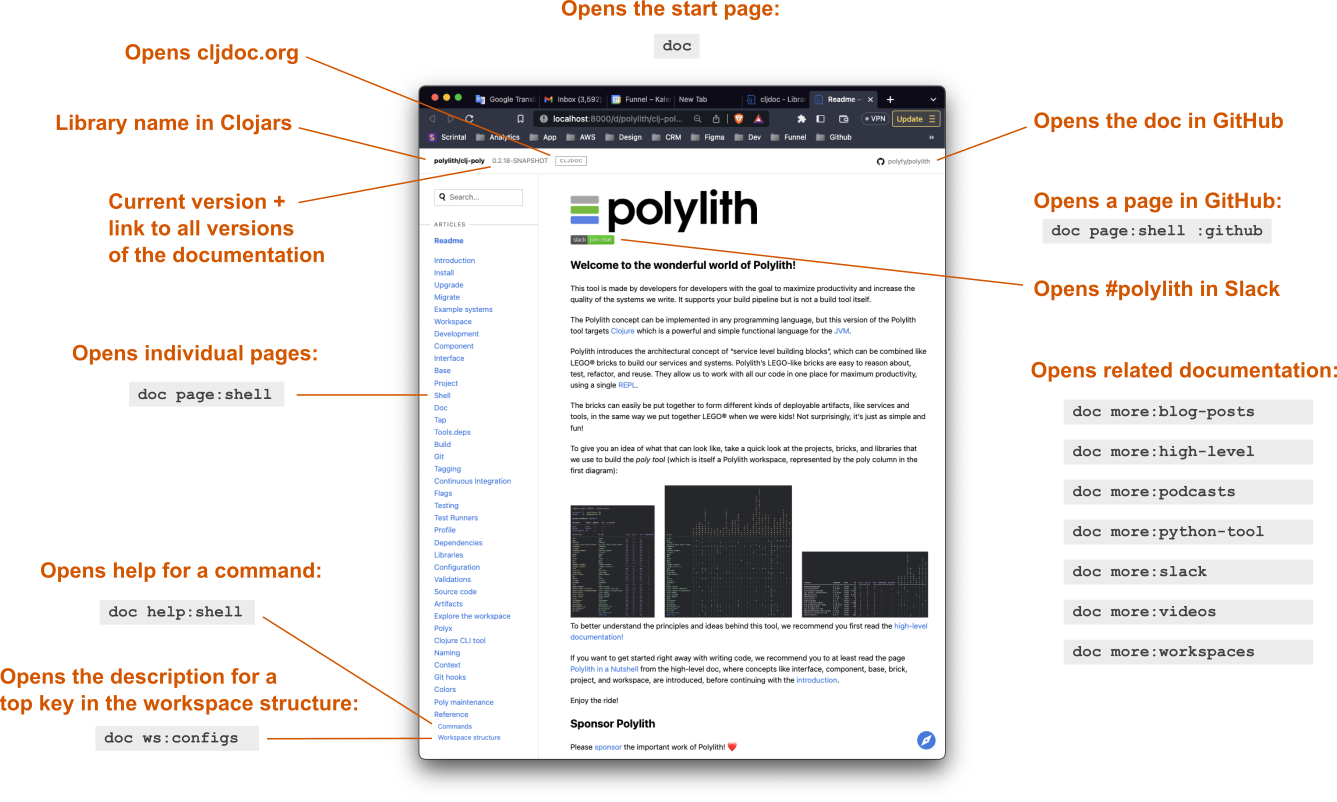 Opens the start page:
doc
Opens cljdoc.org
Library name in Clojars
Current version +
link to all versions
of the documentation
Opens individual pages:
doc page:shell
Opens help for a command:
doc help:shell
Opens the description for a
top key in the workspace structure:
doc ws:configs
Google Trans
Inbox (3,592)
Funnel – Kale
New Tab
cljdoc - Librar
Readme —
localhost:8000/d/polylith/clj-pol...
VPN
Update
Scrintal
Analytics
App
AWS
Design
CRM
Figma
Dev
Funnel
Github
»
polylith/clj-poly 0.2.18-SNAPSHOT CLJDOC
polyfy/polylith
Search...
ARTICLES
Readme
Introduction
Install
Upgrade
Migrate
Example systems
Workspace
Development
Component
Interface
Base
Project
Shell
Doc
Tap
Tools.deps
Build
Git
Tagging
Continuous Integration
Flags
Testing
Test Runners
Profile
Dependencies
Libraries
Configuration
Validations
Source code
Artifacts
Explore the workspace
Polyx
Clojure CLI tool
Naming
Context
Git hooks
Colors
Poly maintenance
Reference
Commands
Workspace structure
polylith
slack join chat
Welcome to the wonderful world of Polylith!
This tool is made by developers for developers with the goal to maximize productivity and increase the
quality of the systems we write. It supports your build pipeline but is not a build tool itself.
The Polylith concept can be implemented in any programming language, but this version of the Polylith
tool targets Clojure which is a powerful and simple functional language for the JVM.
Polylith introduces the architectural concept of “service level building blocks”, which can be combined like
LEGO® bricks to build our services and systems. Polylith's LEGO-like bricks are easy to reason about,
test, refactor, and reuse. They allow us to work with all our code in one place for maximum productivity,
using a single REPL.
The bricks can easily be put together to form different kinds of deployable artifacts, like services and
tools, in the same way we put together LEGO® when we were kids! Not surprisingly, it's just as simple and
fun!
To give you an idea of what that can look like, take a quick look at the projects, bricks, and libraries that
we use to build the poly tool (which is itself a Polylith workspace, represented by the poly column in the
first diagram):
To better understand the principles and ideas behind this tool, we recommend you first read the high-level
documentation!
If you want to get started right away with writing code, we recommend you to at least read the page
Polylith in a Nutshell from the high-level doc, where concepts like interface, component, base, brick,
project, and workspace, are introduced, before continuing with the introduction.
Enjoy the ride!
Sponsor Polylith
Please sponsor the important work of Polylith! ❤️
Opens the doc in GitHub
Opens a page in GitHub:
doc page:shell :github
Opens #polylith in Slack
Opens related documentation:
doc more:blog-posts
doc more:high-level
doc more:podcasts
doc more:python-tool
doc more:slack
doc more:videos
doc more:workspaces